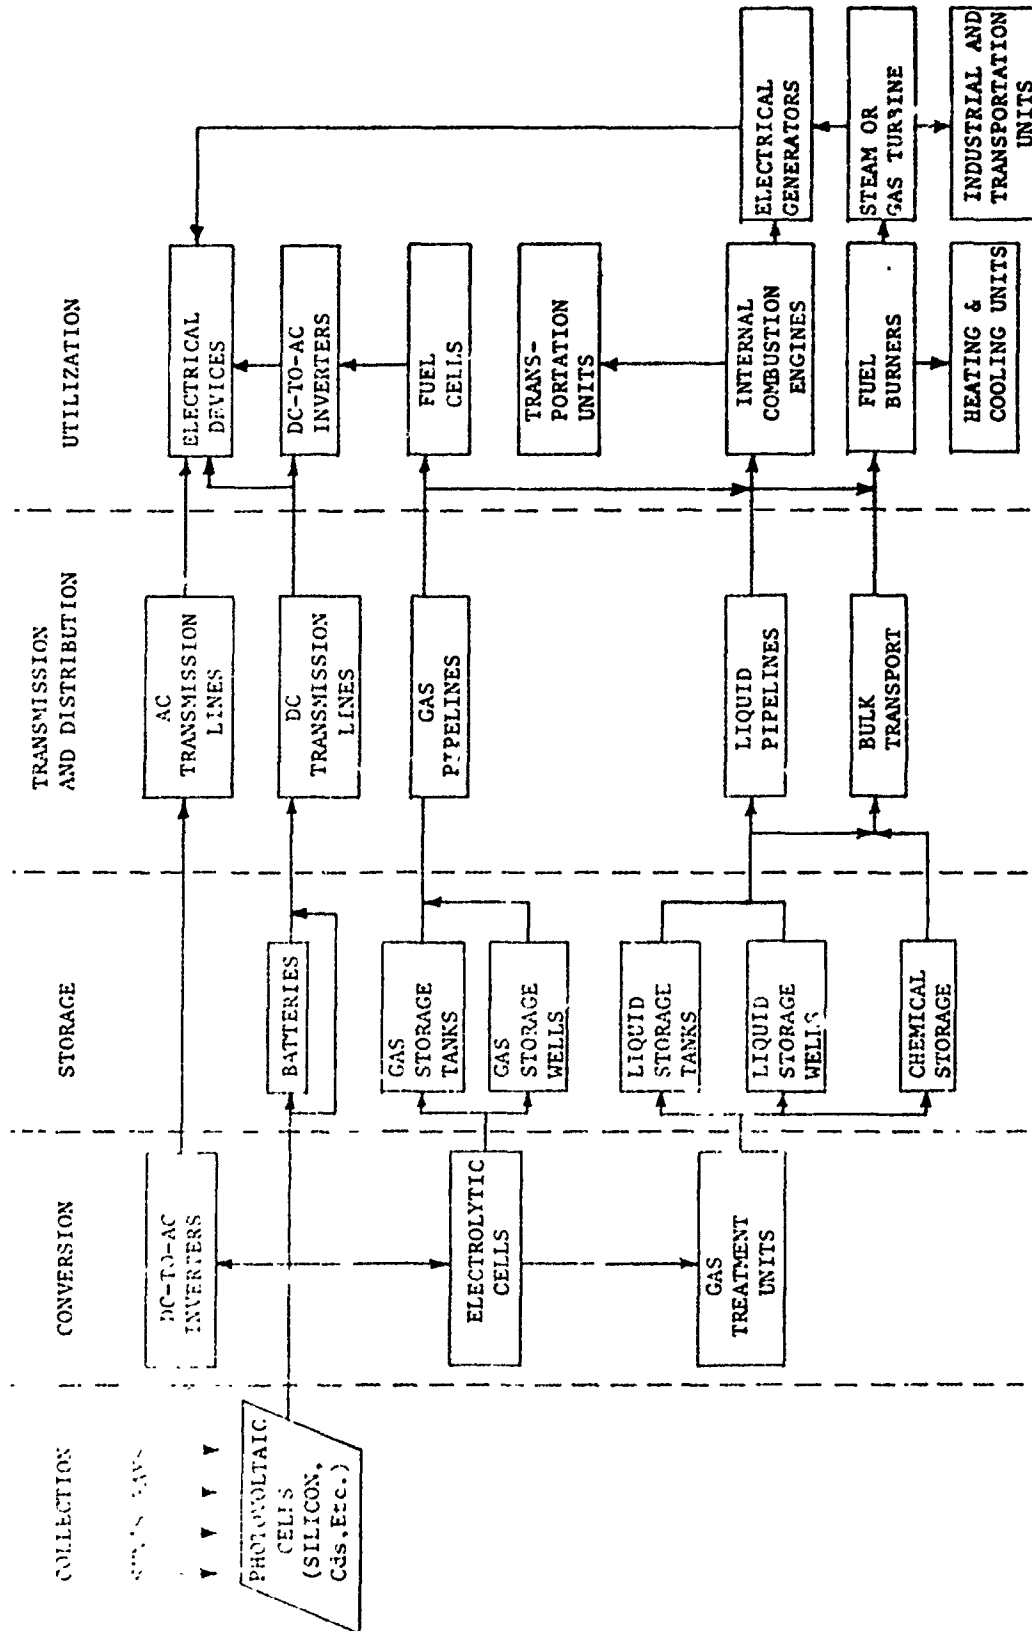 COLLECTION
CONVERSION
STORAGE
TRANSMISSION
AND DISTRIBUTION
UTILIZATION
PHOTOVOLTAIC
CELLS
(SILICON,
Cds.Etc.)
DC-TO-AC
INVERTERS
ELECTROLYTIC
CELLS
GAS
TREATMENT
UNITS
BATTERIES
GAS
STORAGE
TANKS
GAS
STORAGE
WELLS
LIQUID
STORAGE
TANKS
LIQUID
STORAGE
WELLS
CHEMICAL
STORAGE
AC
TRANSMISSION
LINES
DC
TRANSMISSION
LINES
GAS
PIPELINES
LIQUID
PIPELINES
BULK
TRANSPORT
ELECTRICAL
DEVICES
DC-TO-AC
INVERTERS
FUEL
CELLS
TRANS-
PORTATION
UNITS
INTERNAL
COMBUSTION
ENGINES
FUEL
BURNERS
HEATING &
COOLING UNITS
ELECTRICAL
GENERATORS
STEAM OR
GAS TURBINE
INDUSTRIAL AND
TRANSPORTATION
UNITS